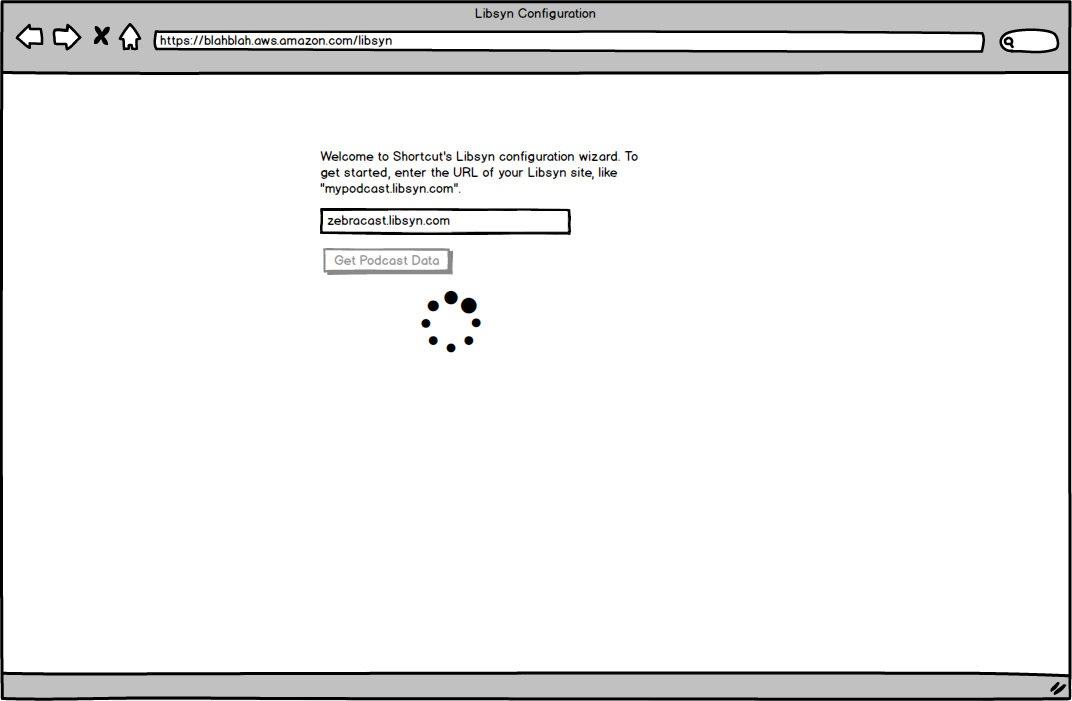 Libsyn Configuration
https://blahblah.aws.amazon.com/libsyn
Welcome to Shortcut's Libsyn configuration wizard. To
get started, enter the URL of your Libsyn site, like
"mypodcast.libsyn.com".
zebracast.libsyn.com
Get Podcast Data